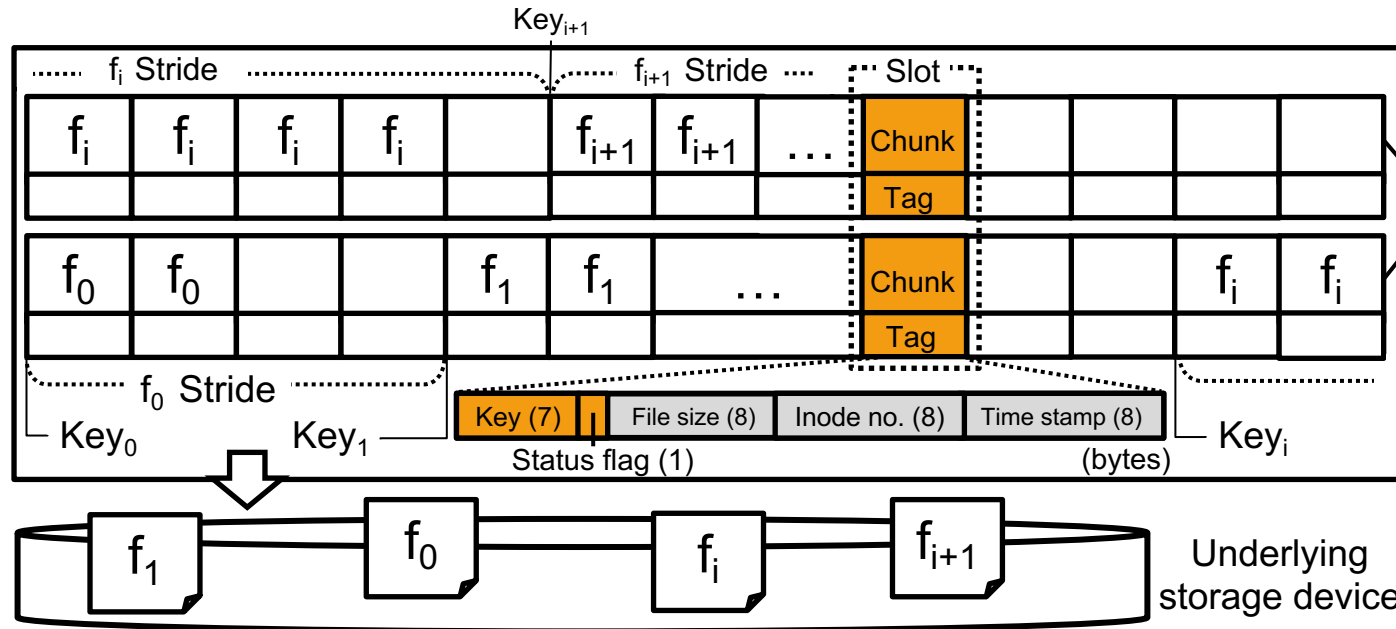 Key_{i+1}
f_i Stride f_{i+1} Stride Slot
f_i f_i f_i f_i f_{i+1} f_{i+1} ... Chunk
Tag
f_0 f_0 f_1 f_1 ... Chunk f_i f_i
Tag
f_0 Stride
Key (7) File size (8) Inode no. (8) Time stamp (8)
Key_0 Key_1 Status flag (1) (bytes) Key_i
f_1 f_0 f_i f_{i+1}
Underlying
storage device